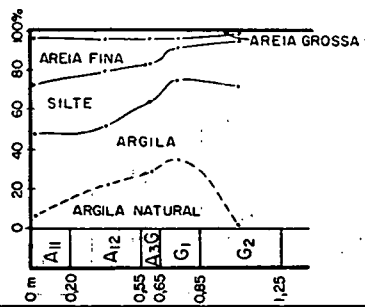 100%
AREIA GROSSA
AREIA FINA
80
60
SILTE
ARGILA
40
20
ARGILA NATURAL
0
A11 A12 A3G G1 G2
0 m 0,20 0,55 0,65 0,85 1,25